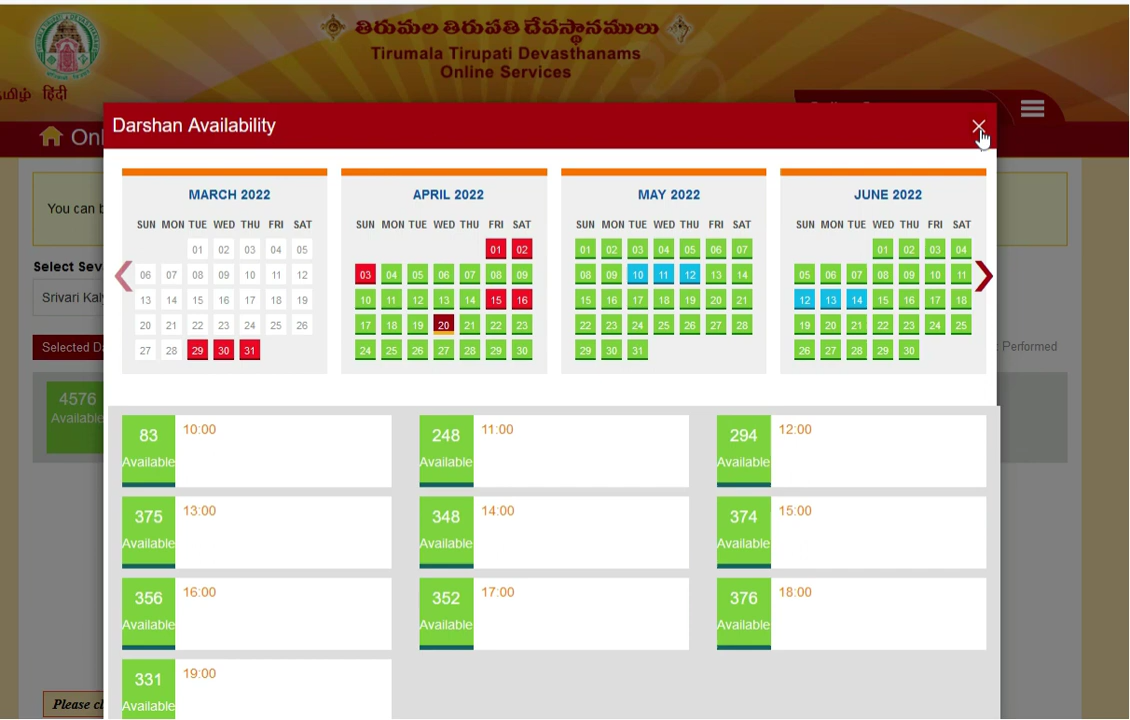 తిరుమల తిరుపతి దేవస్థానములు
Tirumala Tirupati Devasthanams
Online Services
हिंदी
Onl
Darshan Availability
You can b
Select Sev
Srivari Kaly
Selected Da
Performed
4576
Available
MARCH 2022
SUN MON TUE WED THU FRI SAT
01 02 03 04 05
06 07 08 09 10 11 12
13 14 15 16 17 18 19
20 21 22 23 24 25 26
27 28 29 30 31
APRIL 2022
SUN MON TUE WED THU FRI SAT
01 02
03 04 05 06 07 08 09
10 11 12 13 14 15 16
17 18 19 20 21 22 23
24 25 26 27 28 29 30
MAY 2022
SUN MON TUE WED THU FRI SAT
01 02 03 04 05 06 07
08 09 10 11 12 13 14
15 16 17 18 19 20 21
22 23 24 25 26 27 28
29 30 31
JUNE 2022
SUN MON TUE WED THU FRI SAT
01 02 03 04
05 06 07 08 09 10 11
12 13 14 15 16 17 18
19 20 21 22 23 24 25
26 27 28 29 30
83 10:00
Available
248 11:00
Available
294 12:00
Available
375 13:00
Available
348 14:00
Available
374 15:00
Available
356 16:00
Available
352 17:00
Available
376 18:00
Available
331 19:00
Available
Please cl